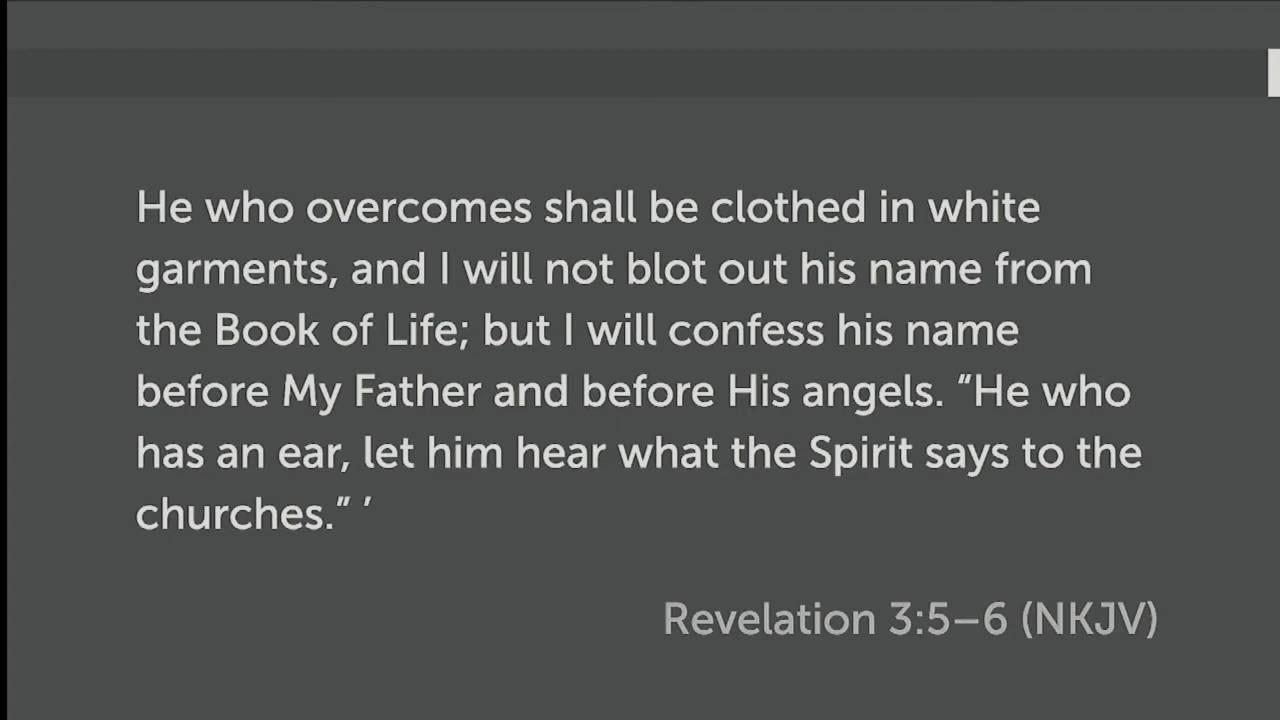 He who overcomes shall be clothed in white
garments, and I will not blot out his name from
the Book of Life; but I will confess his name
before My Father and before His angels. “He who
has an ear, let him hear what the Spirit says to the
churches.” ’
Revelation 3:5–6 (NKJV)